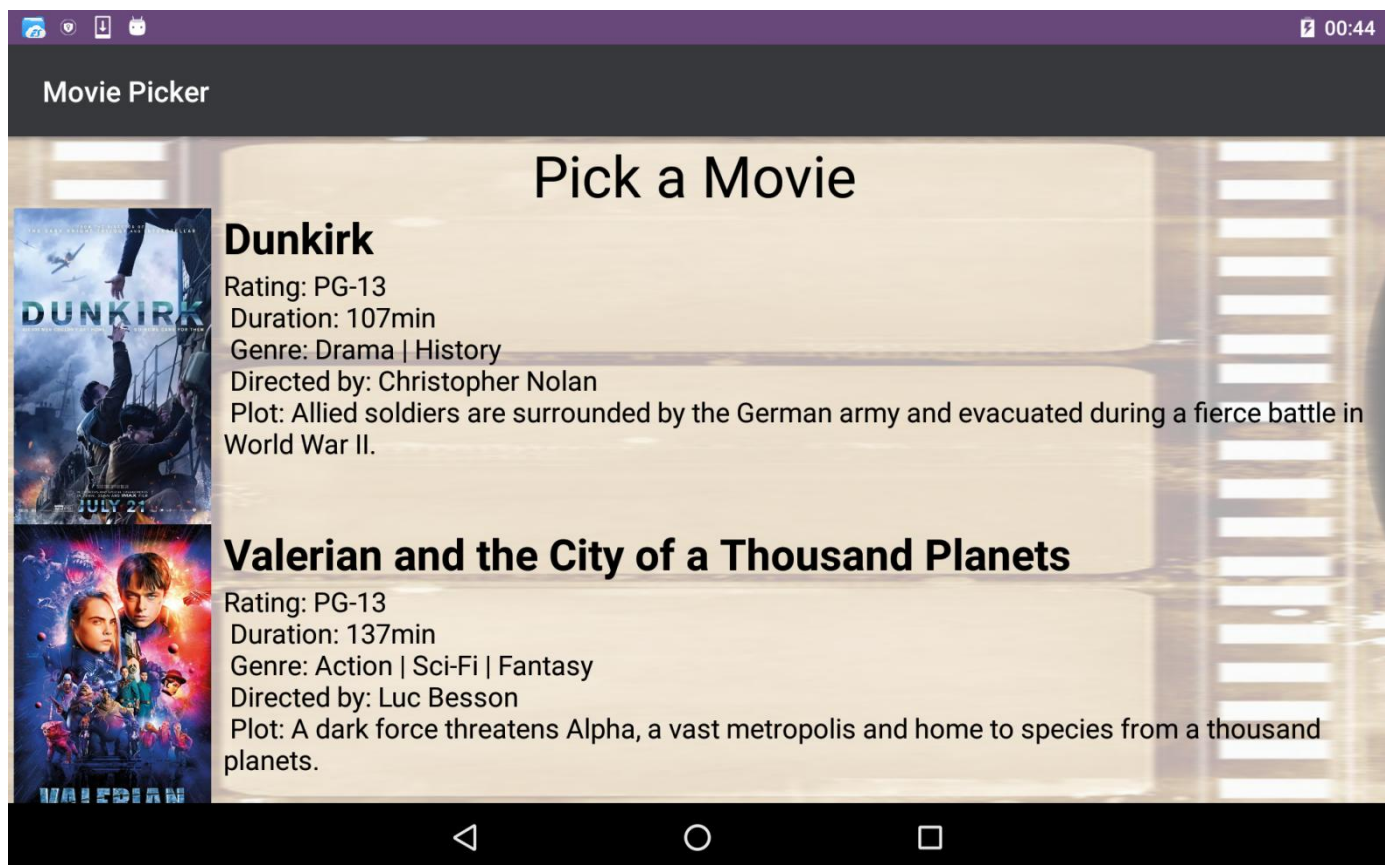 00:44
Movie Picker
Pick a Movie
DUNKIRK
JULY 21
Dunkirk
Rating: PG-13
Duration: 107min
Genre: Drama | History
Directed by: Christopher Nolan
Plot: Allied soldiers are surrounded by the German army and evacuated during a fierce battle in
World War II.
VALERIAN
Valerian and the City of a Thousand Planets
Rating: PG-13
Duration: 137min
Genre: Action | Sci-Fi | Fantasy
Directed by: Luc Besson
Plot: A dark force threatens Alpha, a vast metropolis and home to species from a thousand
planets.